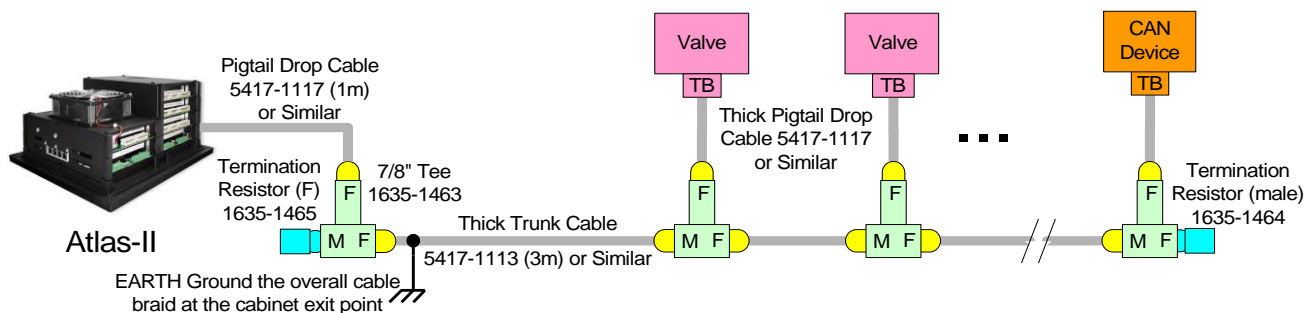 Pigtail Drop Cable
5417-1117 (1m)
or Similar
Atlas-II
Termination
Resistor (F)
1635-1465
7/8" Tee
1635-1463
F
M F
EARTH Ground the overall cable
braid at the cabinet exit point
Thick Trunk Cable
5417-1113 (3m) or Similar
Valve
TB
F
M F
Thick Pigtail Drop
Cable 5417-1117
or Similar
Valve
TB
F
M F
CAN
Device
TB
F
M F
Termination
Resistor (male)
1635-1464